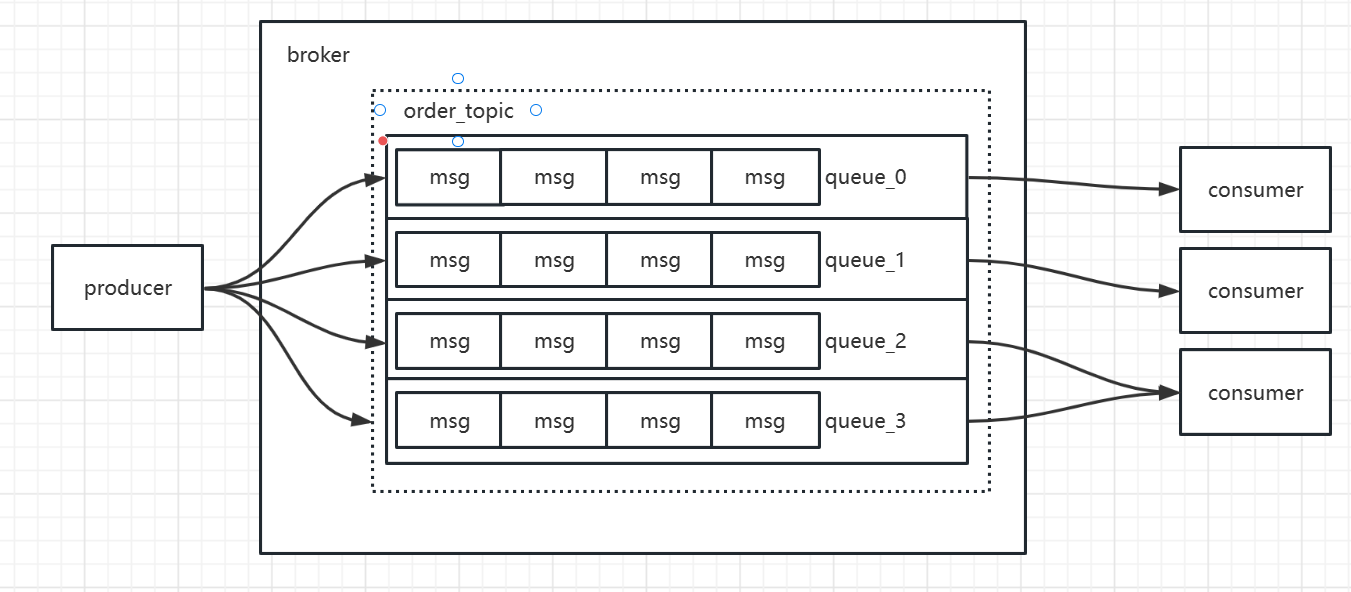 broker
order_topic
msg msg msg msg queue_0
msg msg msg msg queue_1
msg msg msg msg queue_2
msg msg msg msg queue_3
producer
consumer
consumer
consumer